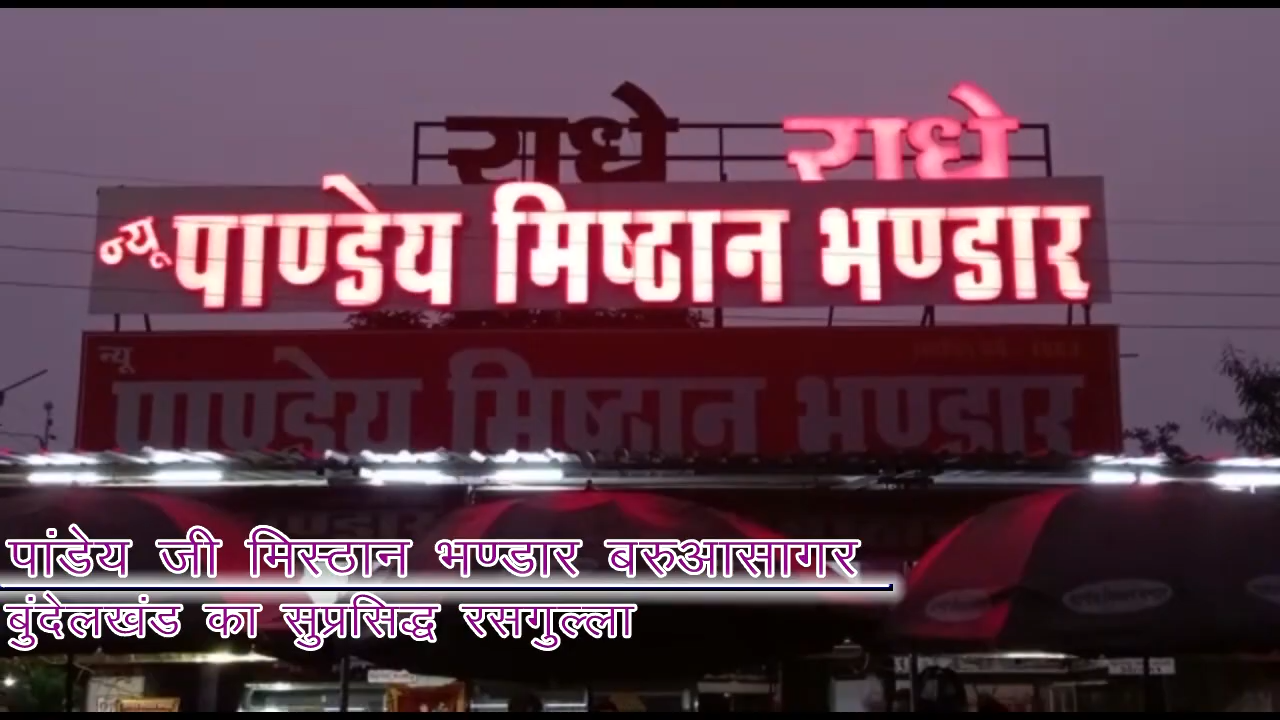 राधे राधे
न्यू पाण्डेय मिष्ठान भण्डार
न्यू
पाण्डेय मिष्ठान भण्डार
पांडेय जी मिस्ठान भण्डार बरुआसागर
बुंदेलखंड का सुप्रसिद्ध रसगुल्ला